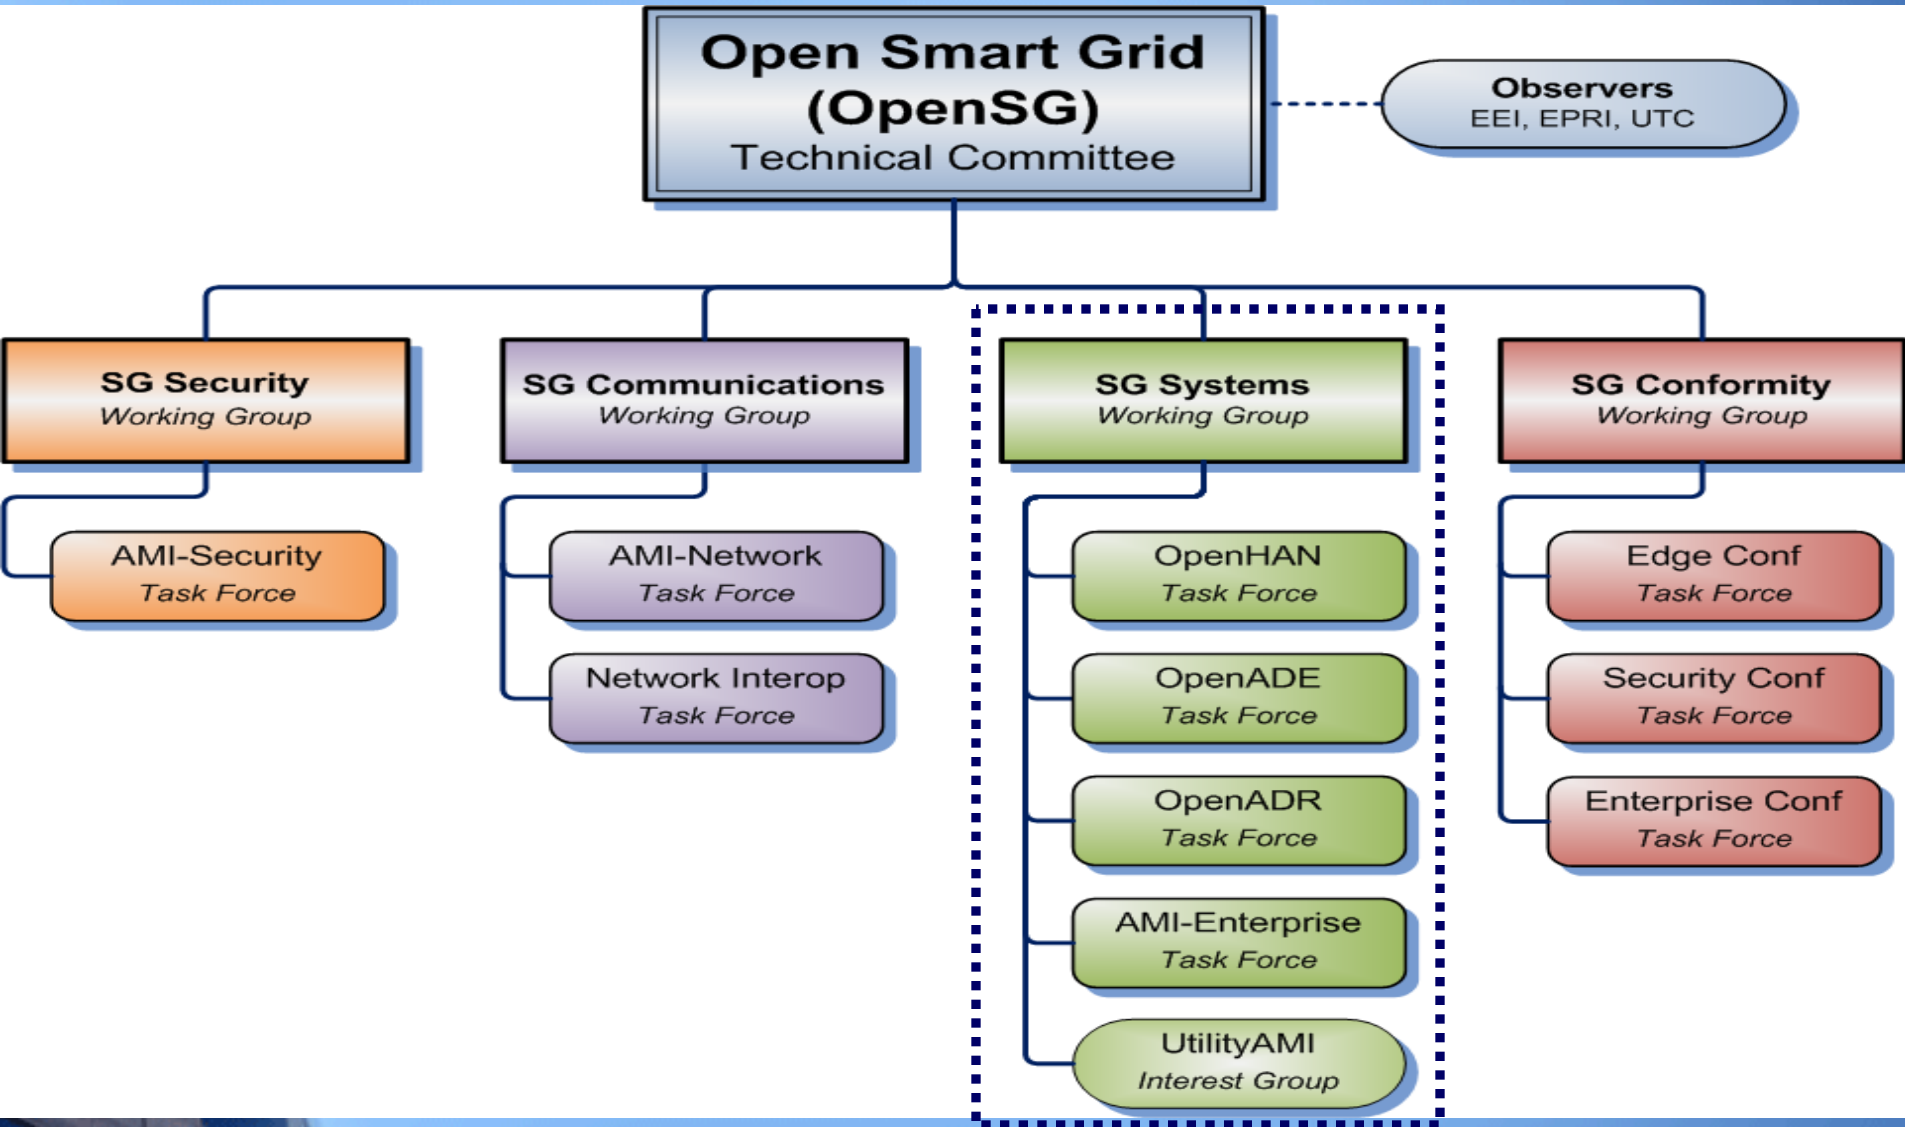 Open Smart Grid
(OpenSG)
Technical Committee
Observers
EEI, EPRI, UTC
SG Security
Working Group
AMI-Security
Task Force
SG Communications
Working Group
AMI-Network
Task Force
Network Interop
Task Force
SG Systems
Working Group
OpenHAN
Task Force
OpenADE
Task Force
OpenADR
Task Force
AMI-Enterprise
Task Force
UtilityAMI
Interest Group
SG Conformity
Working Group
Edge Conf
Task Force
Security Conf
Task Force
Enterprise Conf
Task Force